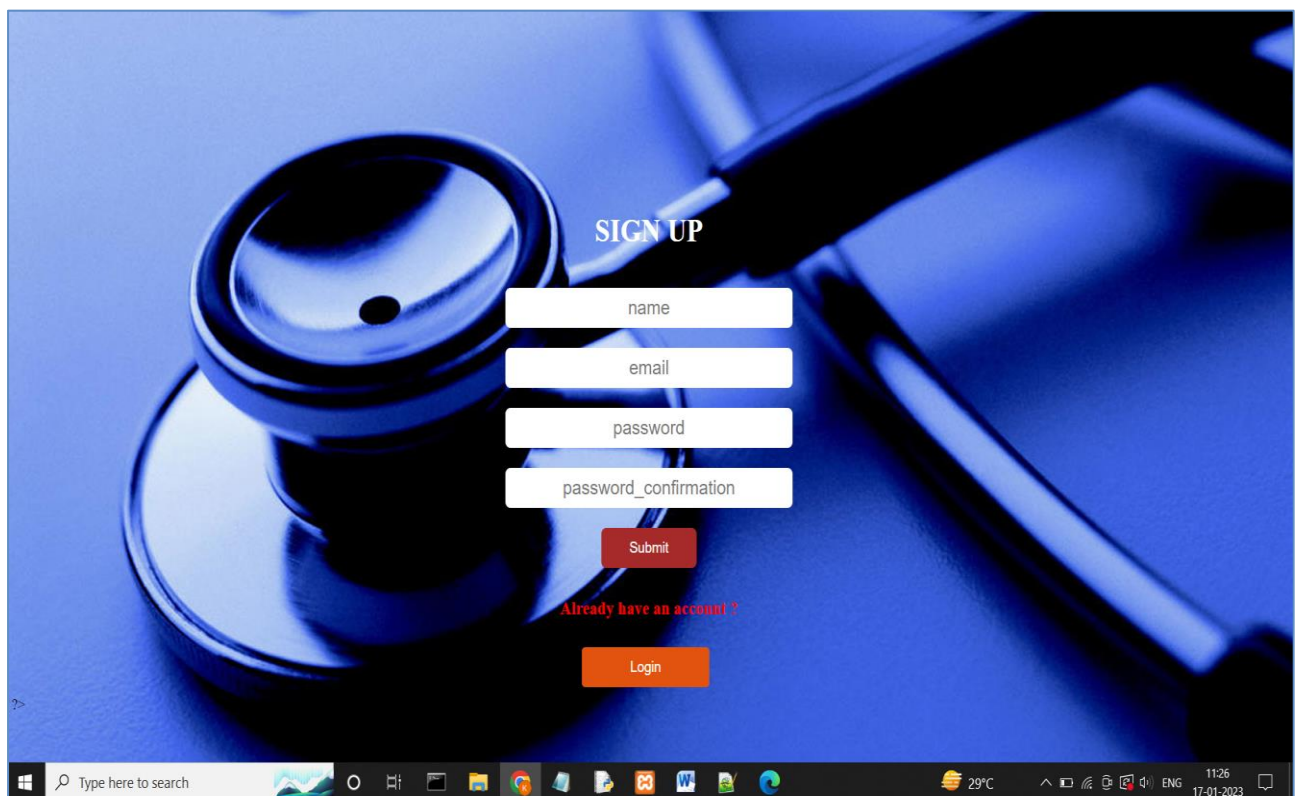 SIGN UP
name
email
password
password_confirmation
Submit
Already have an account ?
Login
?>
Type here to search
29°C
ENG
11:26
17-01-2023